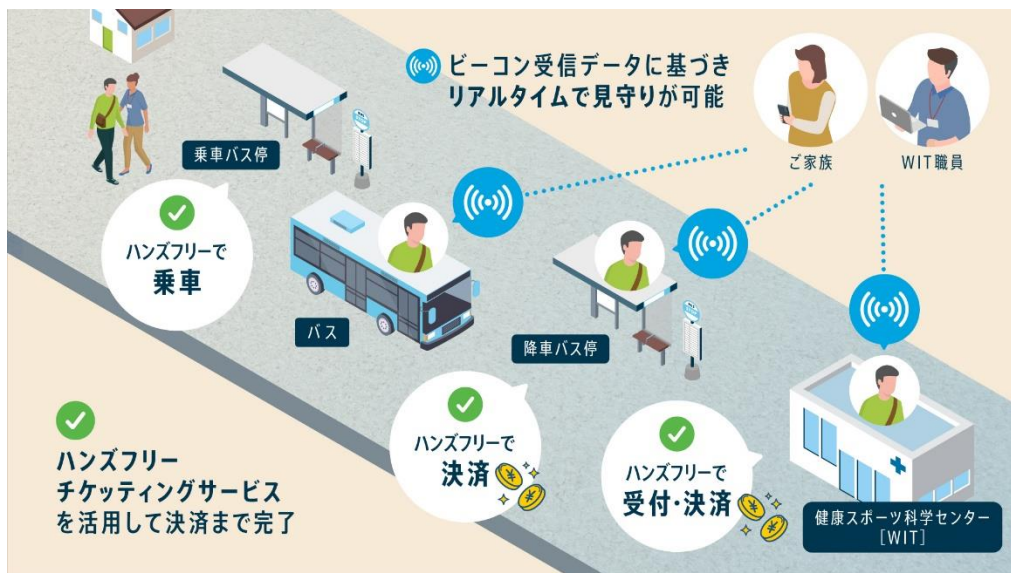 ビーコン受信データに基づき
リアルタイムで見守りが可能
ご家族
WIT職員
乗車バス停
ハンズフリーで
乗車
バス
降車バス停
ハンズフリーで
決済
ハンズフリーで
受付・決済
健康スポーツ科学センター
[WIT]
ハンズフリー
チケッティングサービス
を活用して決済まで完了